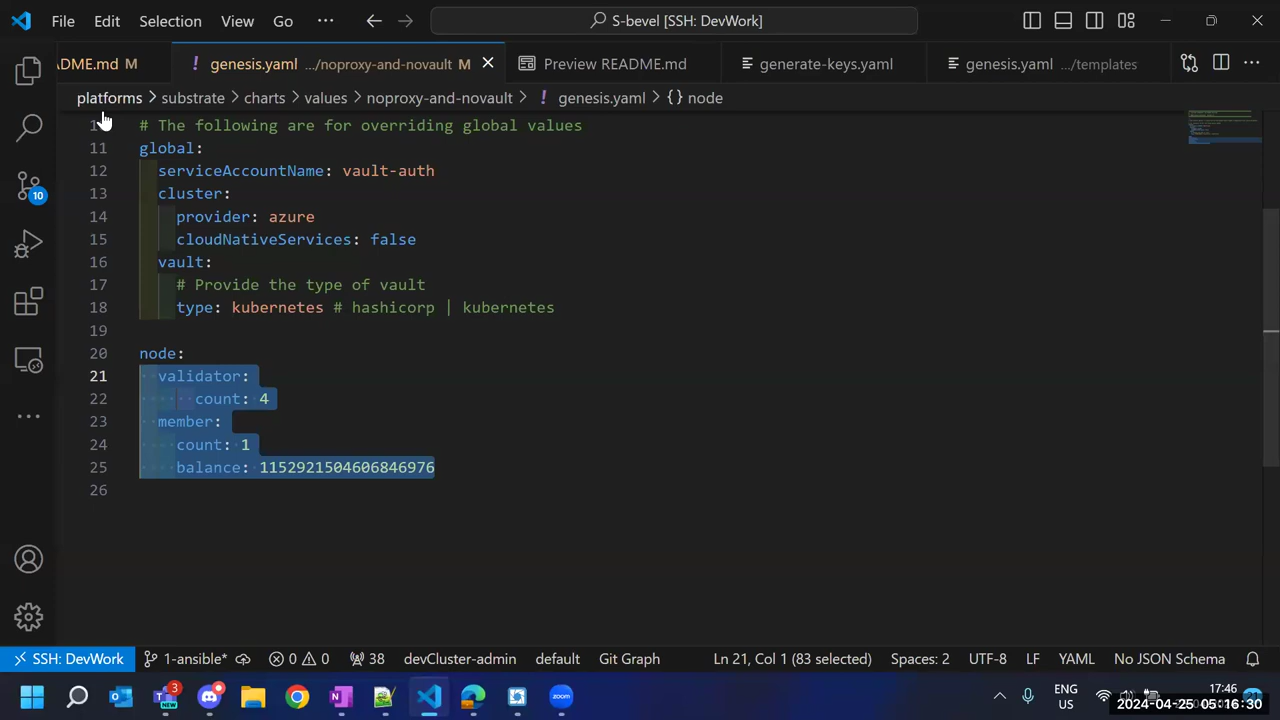 File Edit Selection View Go ··· S-bevel [SSH: DevWork]
ADME.md M ! genesis.yaml .../noproxy-and-novault M Preview README.md generate-keys.yaml genesis.yaml .../templates ···
platforms > substrate > charts > values > noproxy-and-novault > ! genesis.yaml > {} node
# The following are for overriding global values
11 global:
12 serviceAccountName: vault-auth
13 cluster:
14 provider: azure
15 cloudNativeServices: false
16 vault:
17 # Provide the type of vault
18 type: kubernetes # hashicorp | kubernetes
19
20 node:
21 validator:
22 count: 4
23 member:
24 count: 1
25 balance: 1152921504606846976
26
10
SSH: DevWork 1-ansible* 0 0 38 devCluster-admin default Git Graph Ln 21, Col 1 (83 selected) Spaces: 2 UTF-8 LF YAML No JSON Schema
3 NEW zoom ENG US 17:46
2024-04-25 05:16:30